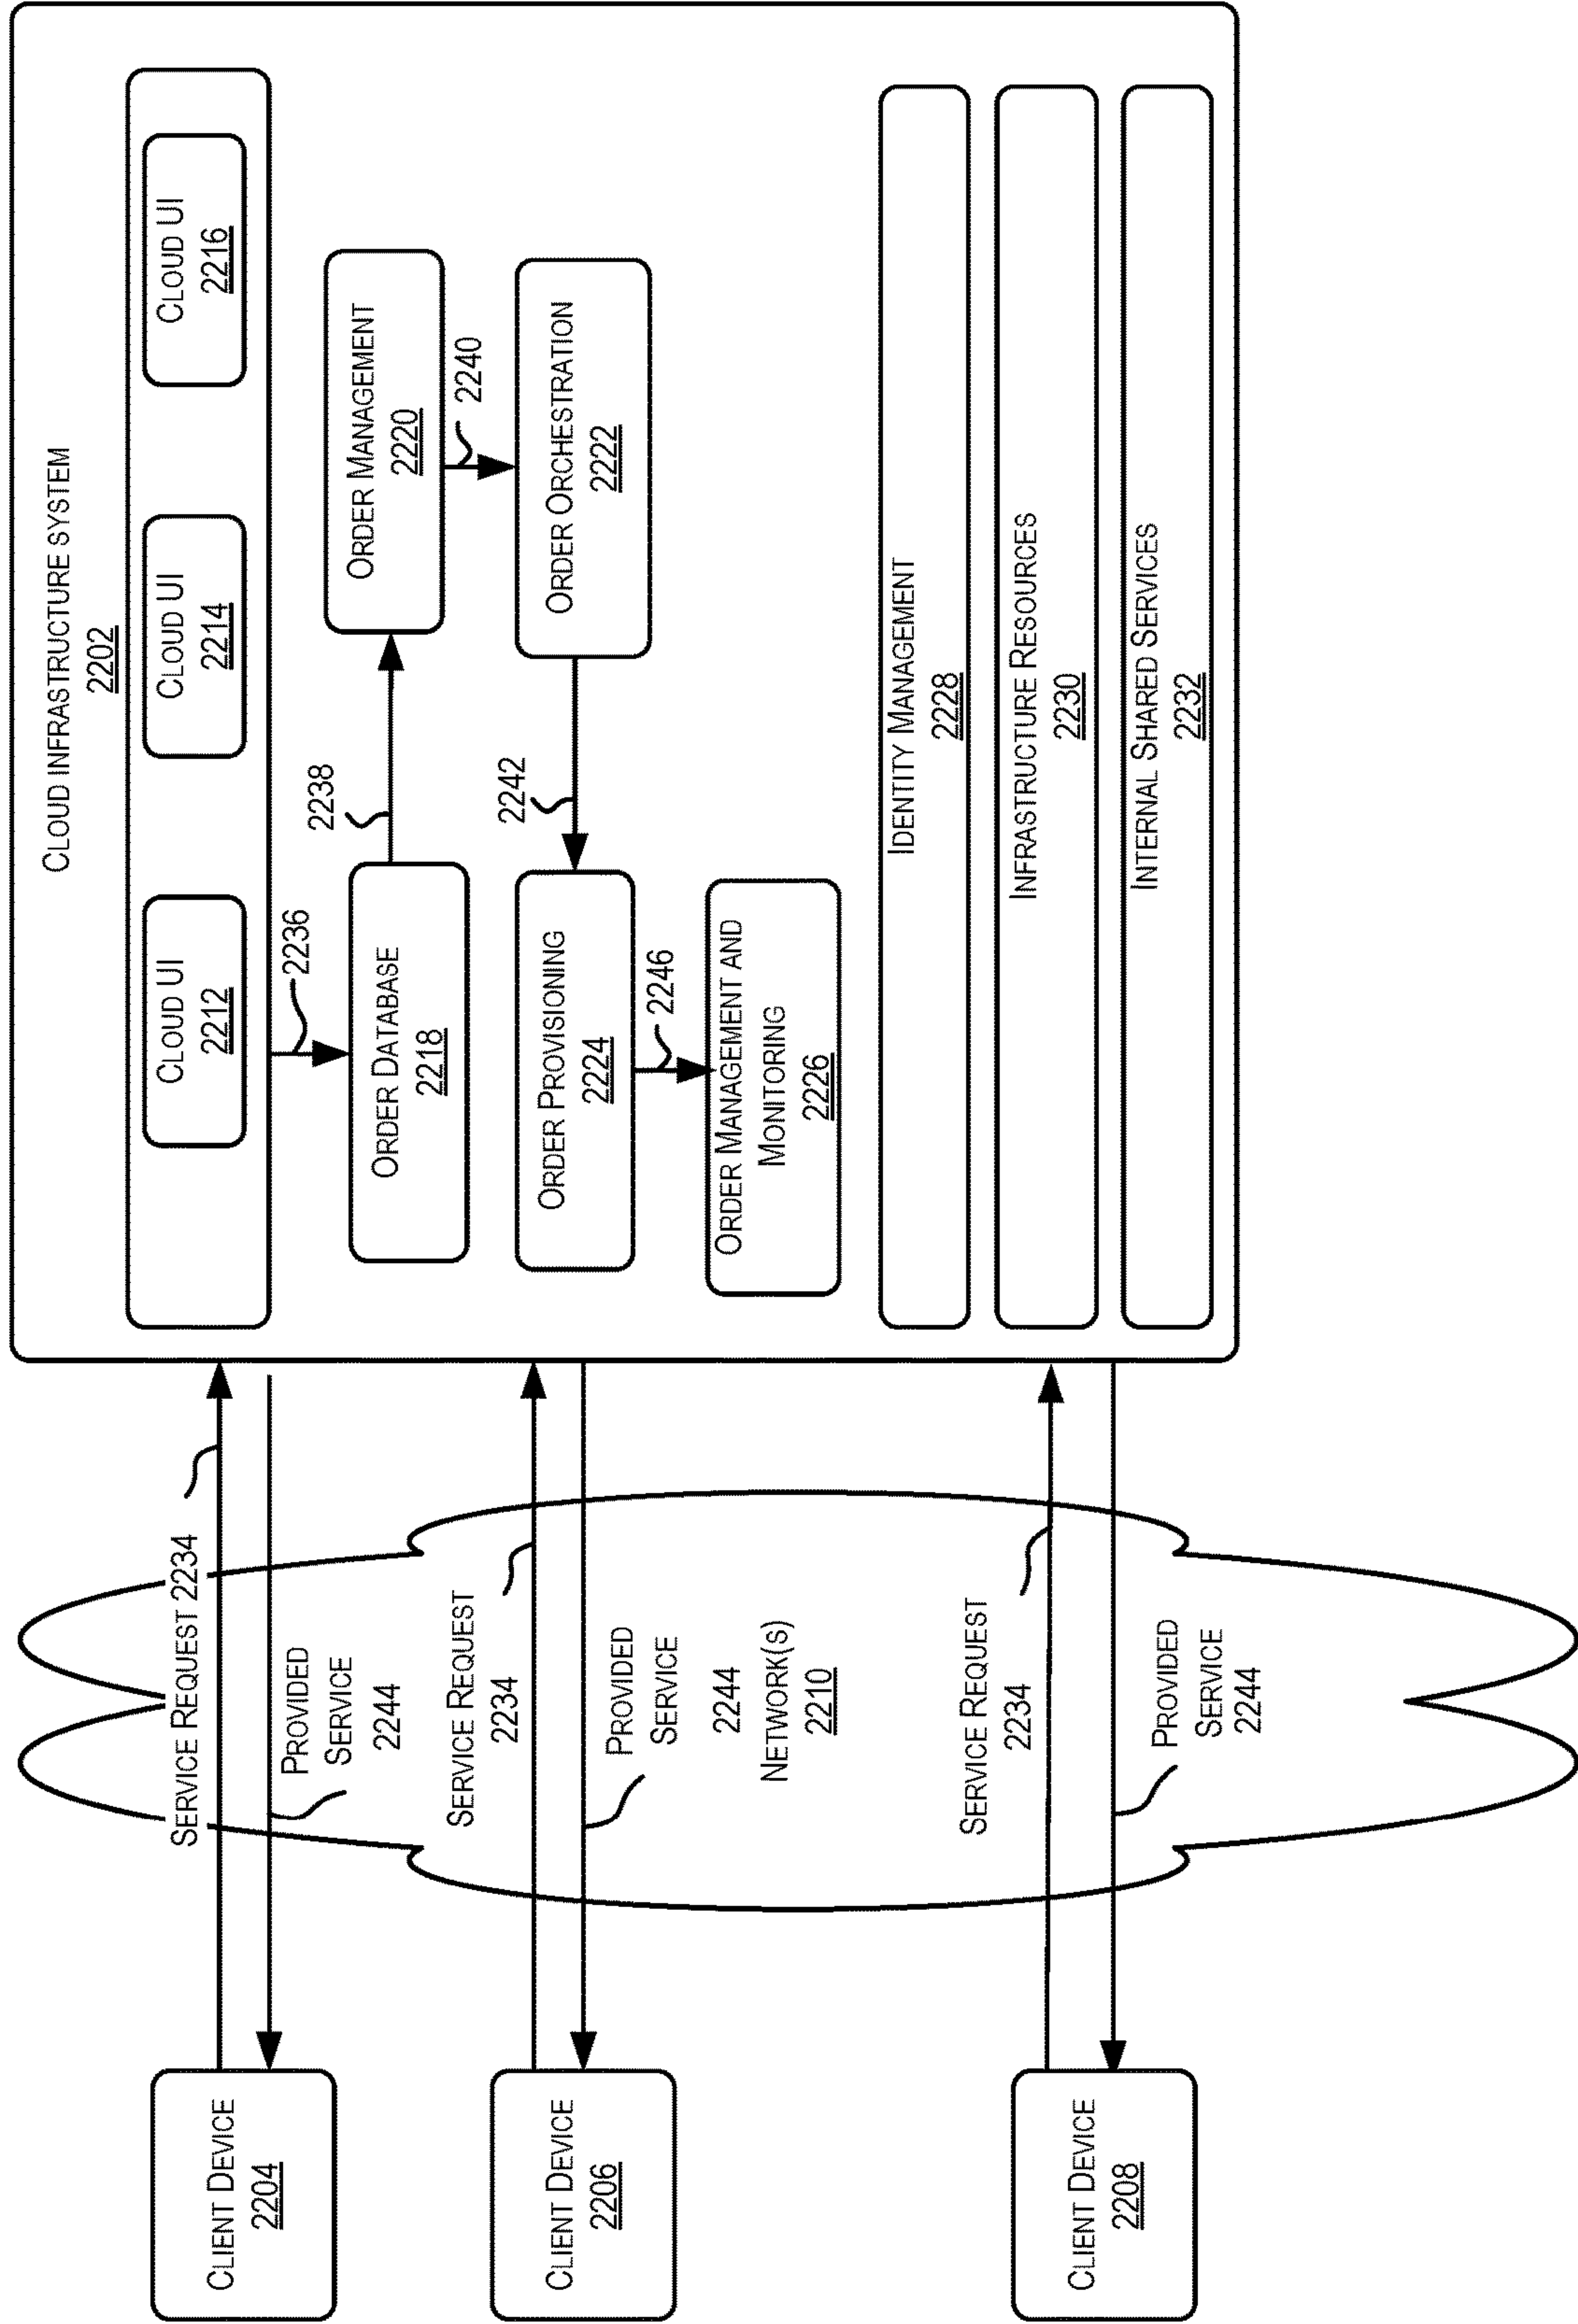 CLOUD INFRASTRUCTURE SYSTEM
2202
CLOUD UI
2212
CLOUD UI
2214
CLOUD UI
2216
2236
ORDER DATABASE
2218
2238
ORDER MANAGEMENT
2220
2240
ORDER ORCHESTRATION
2222
2242
ORDER PROVISIONING
2224
2246
ORDER MANAGEMENT AND
MONITORING
2226
IDENTITY MANAGEMENT
2228
INFRASTRUCTURE RESOURCES
2230
INTERNAL SHARED SERVICES
2232
CLIENT DEVICE
2204
SERVICE REQUEST 2234
PROVIDED
SERVICE
2244
CLIENT DEVICE
2206
SERVICE REQUEST
2234
PROVIDED
SERVICE
2244
NETWORK(S)
2210
CLIENT DEVICE
2208
SERVICE REQUEST
2234
PROVIDED
SERVICE
2244